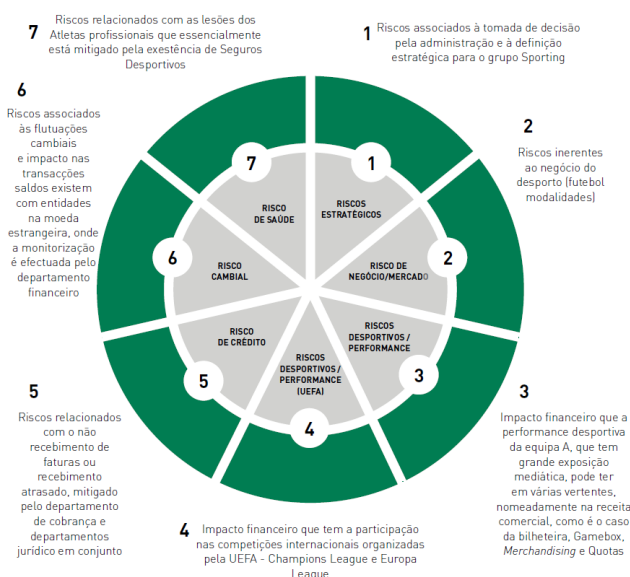 7 Riscos relacionados com as lesões dos
Atletas profissionais que essencialmente
está mitigado pela exestência de Seguros
Desportivos
1 Riscos associados à tomada de decisão
pela administração e à definição
estratégica para o grupo Sporting
6
Riscos associados
às flutuações
cambiais
e impacto nas
transacções
saldos existem
com entidades
na moeda
estrangeira, onde
a monitorização
é efectuada pelo
departamento
financeiro
2
Riscos inerentes
ao negócio do
desporto (futebol
modalidades)
7
RISCO
DE SAÚDE
1
RISCOS
ESTRATÉGICOS
6
RISCO
CAMBIAL
2
RISCO DE
NEGÓCIO/MERCADO
5
RISCO
DE CRÉDITO
3
RISCOS
DESPORTIVOS /
PERFORMANCE
4
RISCOS
DESPORTIVOS /
PERFORMANCE
(UEFA)
5
Riscos relacionados
com o não
recebimento de
faturas ou
recebimento
atrasado, mitigado
pelo departamento
de cobrança e
departamentos
jurídico em conjunto
3
Impacto financeiro que a
performance desportiva
da equipa A, que tem
grande exposição
mediática, pode ter
em várias vertentes,
nomeadamente na receita
comercial, como é o caso
da bilheteira, Gamebox,
Merchandising e Quotas
4 Impacto financeiro que tem a participação
nas competições internacionais organizadas
pela UEFA - Champions League e Europa
League